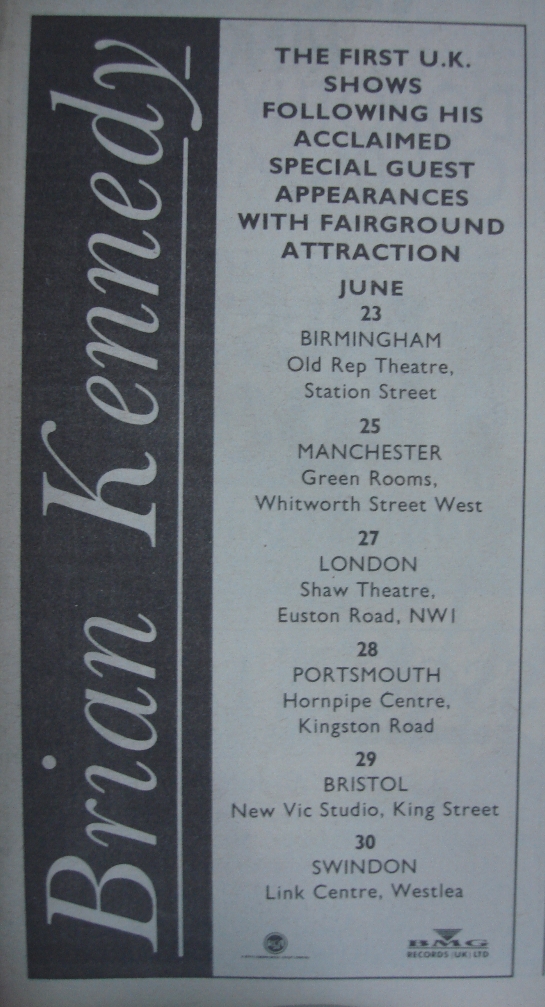 Brian Kennedy
THE FIRST U.K.
SHOWS
FOLLOWING HIS
ACCLAIMED
SPECIAL GUEST
APPEARANCES
WITH FAIRGROUND
ATTRACTION
JUNE
23
BIRMINGHAM
Old Rep Theatre,
Station Street
25
MANCHESTER
Green Rooms,
Whitworth Street West
27
LONDON
Shaw Theatre,
Euston Road, NW1
28
PORTSMOUTH
Hornpipe Centre,
Kingston Road
29
BRISTOL
New Vic Studio, King Street
30
SWINDON
Link Centre, Westlea
BMG
RECORDS (UK) LTD